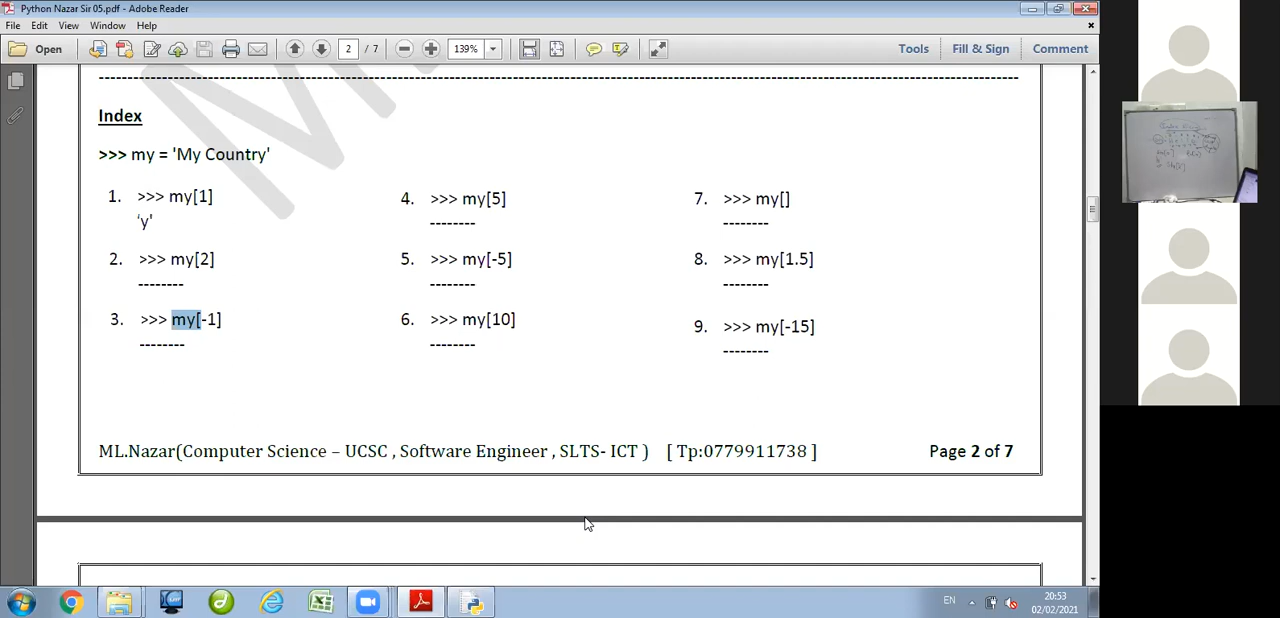 Python Nazar Sir 05.pdf - Adobe Reader
File Edit View Window Help
Open 2 / 7 139% Tools Fill & Sign Comment
Index
>>> my = 'My Country'
1. >>> my[1]
'y'
2. >>> my[2]
--------
3. >>> my[-1]
--------
4. >>> my[5]
--------
5. >>> my[-5]
--------
6. >>> my[10]
--------
7. >>> my[]
--------
8. >>> my[1.5]
--------
9. >>> my[-15]
--------
ML.Nazar(Computer Science – UCSC , Software Engineer , SLTS- ICT ) [ Tp:0779911738 ] Page 2 of 7
EN 20:53
02/02/2021